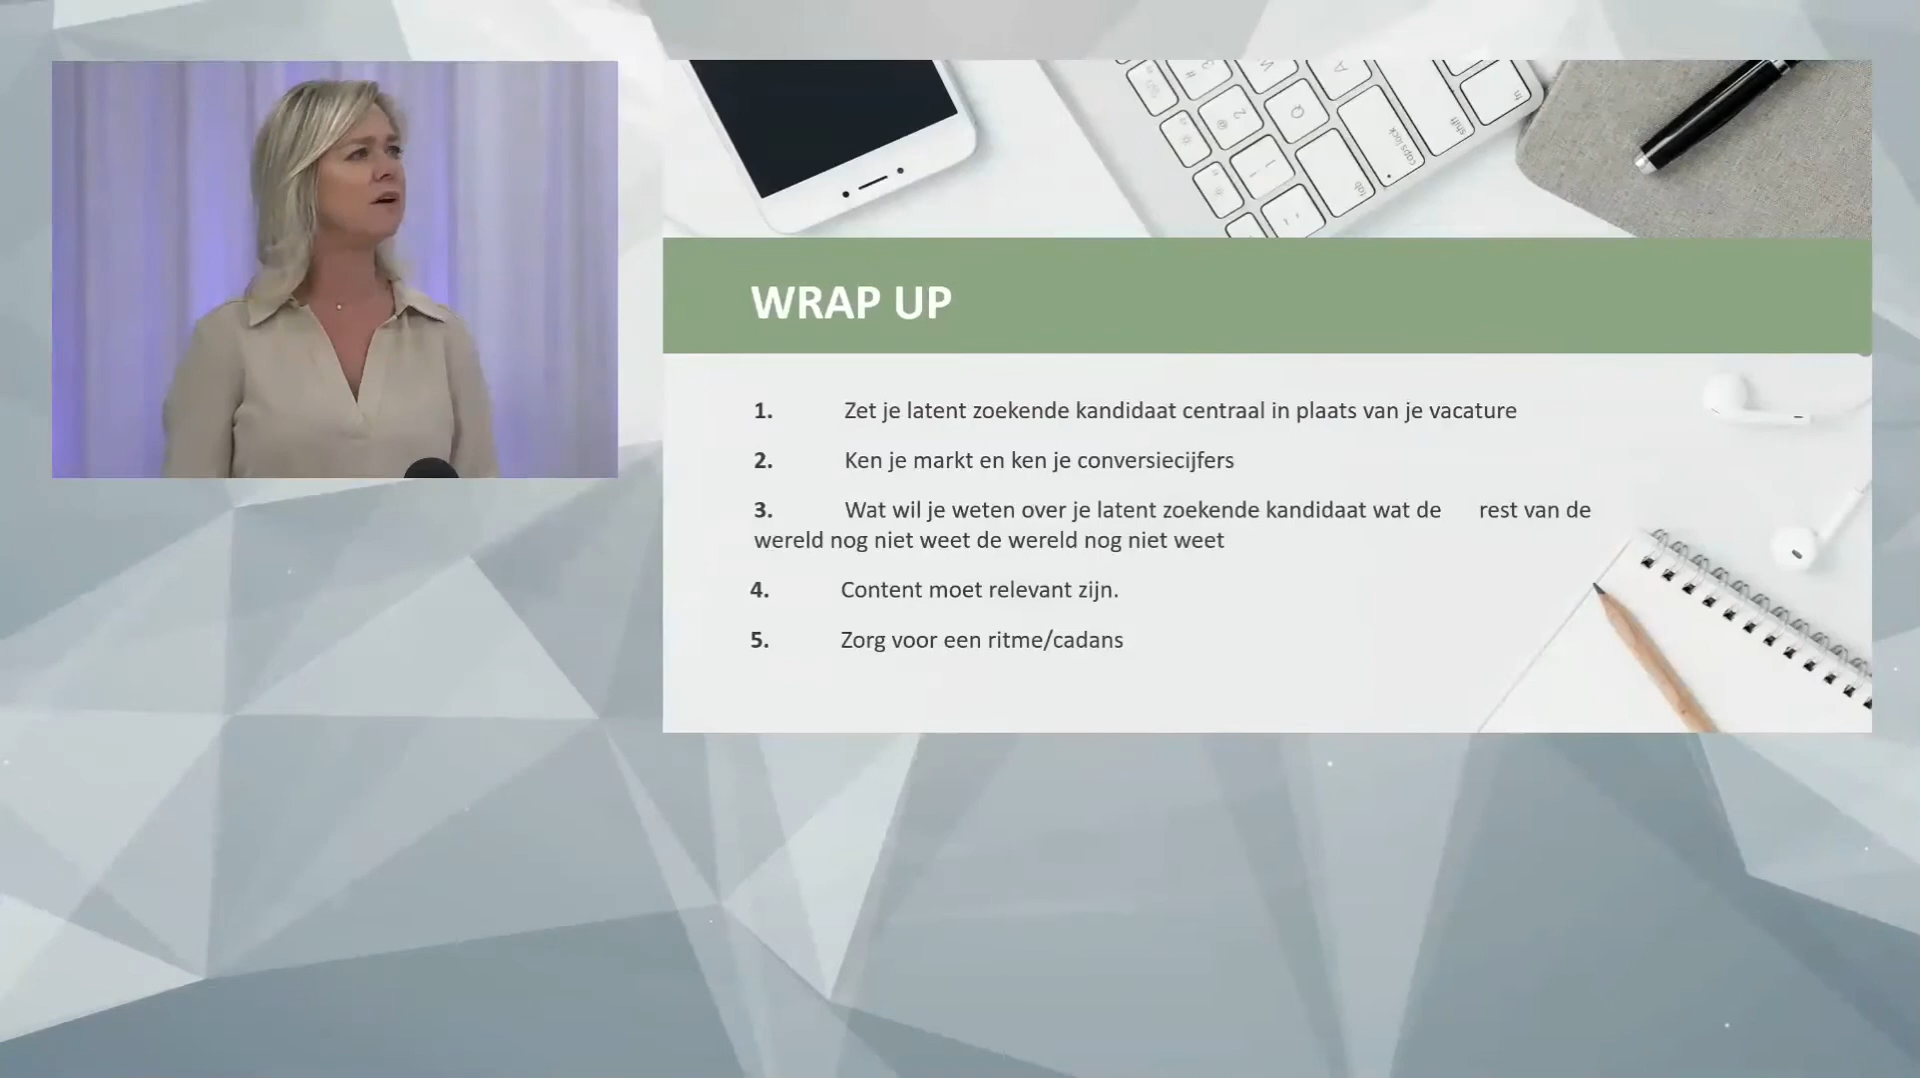 WRAP UP
1. Zet je latent zoekende kandidaat centraal in plaats van je vacature
2. Ken je markt en ken je conversiecijfers
3. Wat wil je weten over je latent zoekende kandidaat wat de rest van de
wereld nog niet weet de wereld nog niet weet
4. Content moet relevant zijn.
5. Zorg voor een ritme/cadans